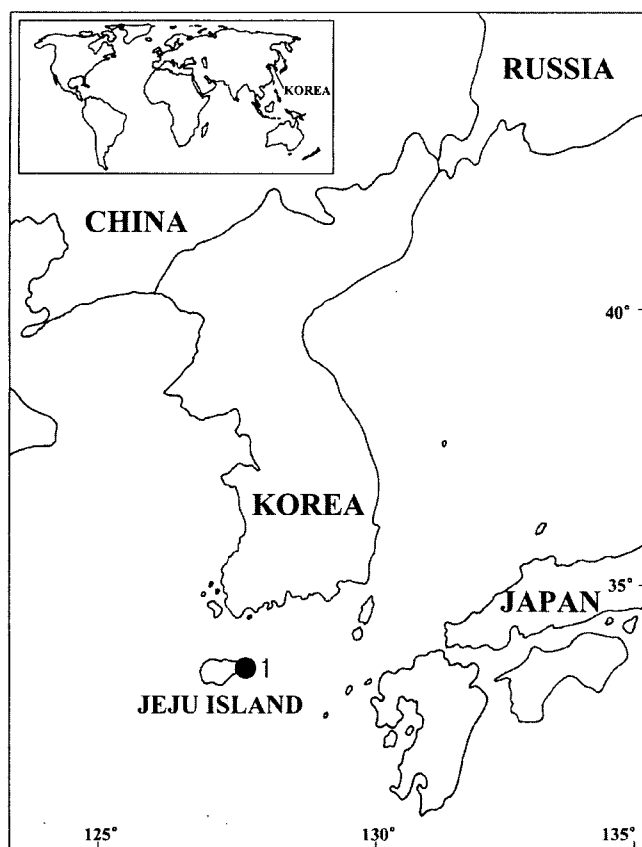 KOREA
RUSSIA
CHINA
40°
KOREA
35°
JAPAN
1
JEJU ISLAND
125°
130°
135°